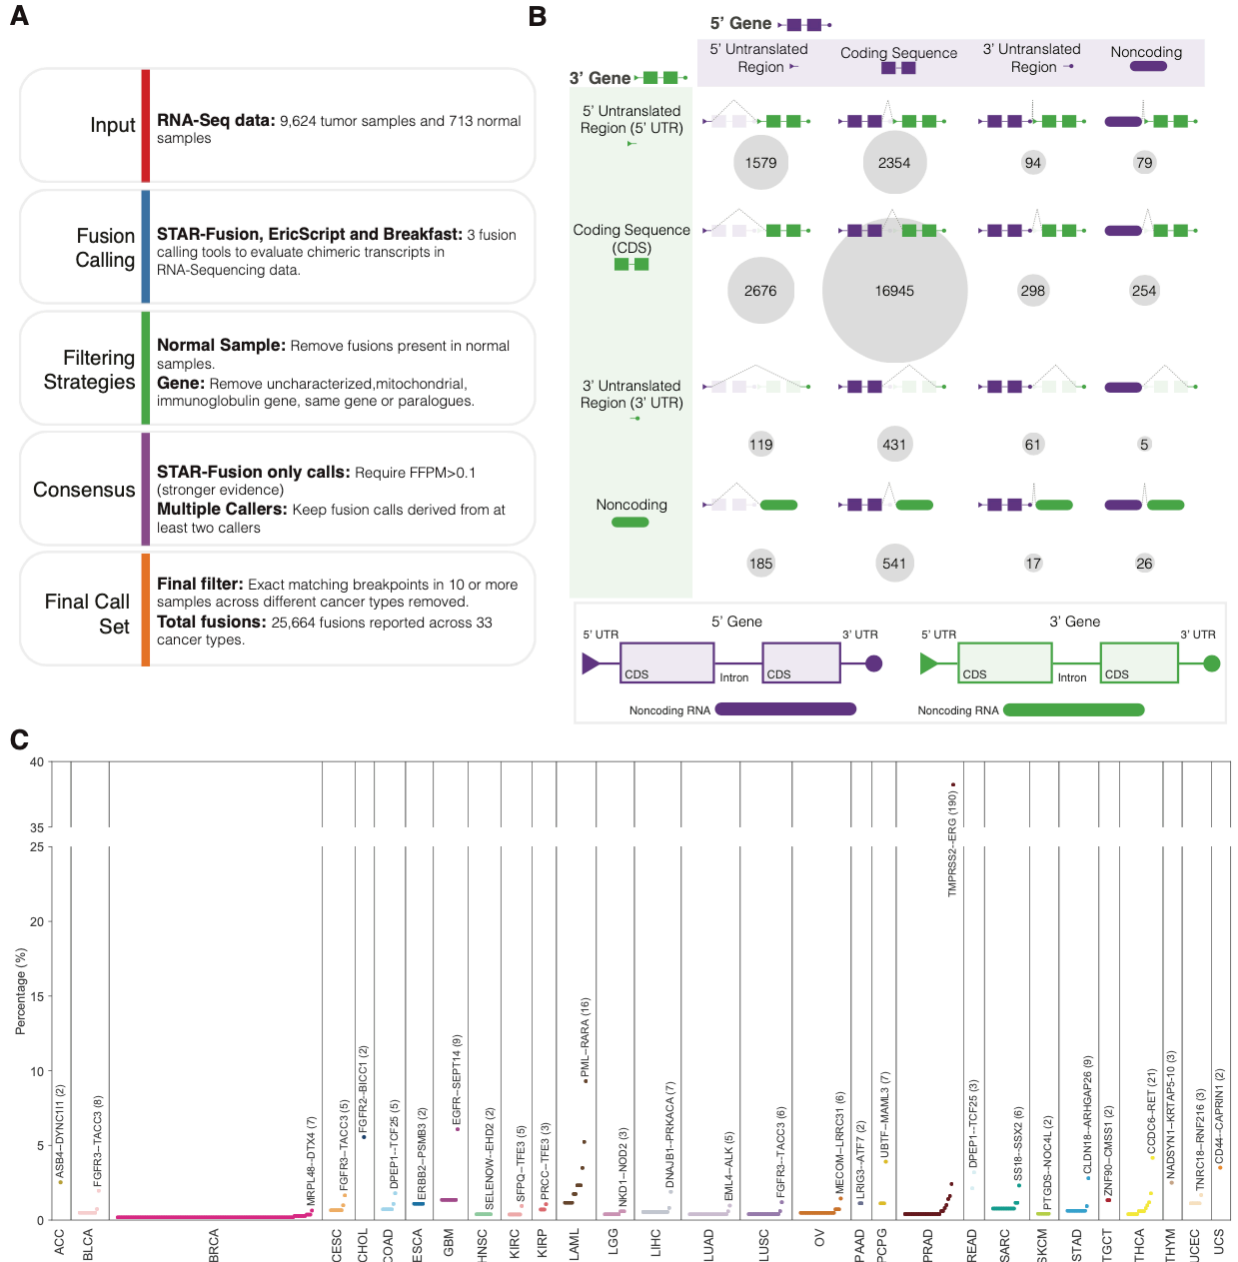 A
Input
RNA-Seq data: 9,624 tumor samples and 713 normal
samples
Fusion
Calling
STAR-Fusion, EricScript and Breakfast: 3 fusion
calling tools to evaluate chimeric transcripts in
RNA-Sequencing data.
Filtering
Strategies
Normal Sample: Remove fusions present in normal
samples.
Gene: Remove uncharacterized,mitochondrial,
immunoglobulin gene, same gene or paralogues.
Consensus
STAR-Fusion only calls: Require FFPM>0.1
(stronger evidence)
Multiple Callers: Keep fusion calls derived from at
least two callers
Final Call
Set
Final filter: Exact matching breakpoints in 10 or more
samples across different cancer types removed.
Total fusions: 25,664 fusions reported across 33
cancer types.
B
5' Gene
5' Untranslated
Region
Coding Sequence
3' Untranslated
Region
Noncoding
3' Gene
5' Untranslated
Region (5' UTR)
1579
2354
94
79
Coding Sequence
(CDS)
2676
16945
298
254
3' Untranslated
Region (3' UTR)
119
431
61
5
Noncoding
185
541
17
26
5' Gene
5' UTR
3' UTR
CDS
Intron
CDS
Noncoding RNA
3' Gene
5' UTR
3' UTR
CDS
Intron
CDS
Noncoding RNA
C
Percentage (%)
40
35
25
20
15
10
5
0
ASB4–DYNC1I1 (2)
FGFR3–TACC3 (8)
MRPL48–DTX4 (7)
FGFR3–TACC3 (5)
FGFR2–BICC1 (2)
DPEP1–TCF25 (5)
ERBB2–PSMB3 (2)
EGFR–SEPT14 (9)
SELENOW–EHD2 (2)
SFPQ–TFE3 (5)
PRCC–TFE3 (3)
PML–RARA (16)
NKD1–NOD2 (3)
DNAJB1–PRKACA (7)
EML4–ALK (5)
FGFR3–TACC3 (6)
MECOM–LRRC31 (6)
LRIG3–ATF7 (2)
UBTF–MAML3 (7)
TMPRSS2–ERG (190)
DPEP1–TCF25 (3)
SS18–SSX2 (6)
PTGDS–NOC4L (2)
CLDN18–ARHGAP26 (9)
ZNF90–CMSS1 (2)
CCDC6–RET (21)
NADSYN1–KRTAP5-10 (3)
TNRC18–RNF216 (3)
CD44–CAPRIN1 (2)
ACC
BLCA
BRCA
CESC
CHOL
COAD
ESCA
GBM
HNSC
KIRC
KIRP
LAML
LGG
LIHC
LUAD
LUSC
OV
PAAD
PCPG
PRAD
READ
SARC
SKCM
STAD
TGCT
THCA
THYM
UCEC
UCS